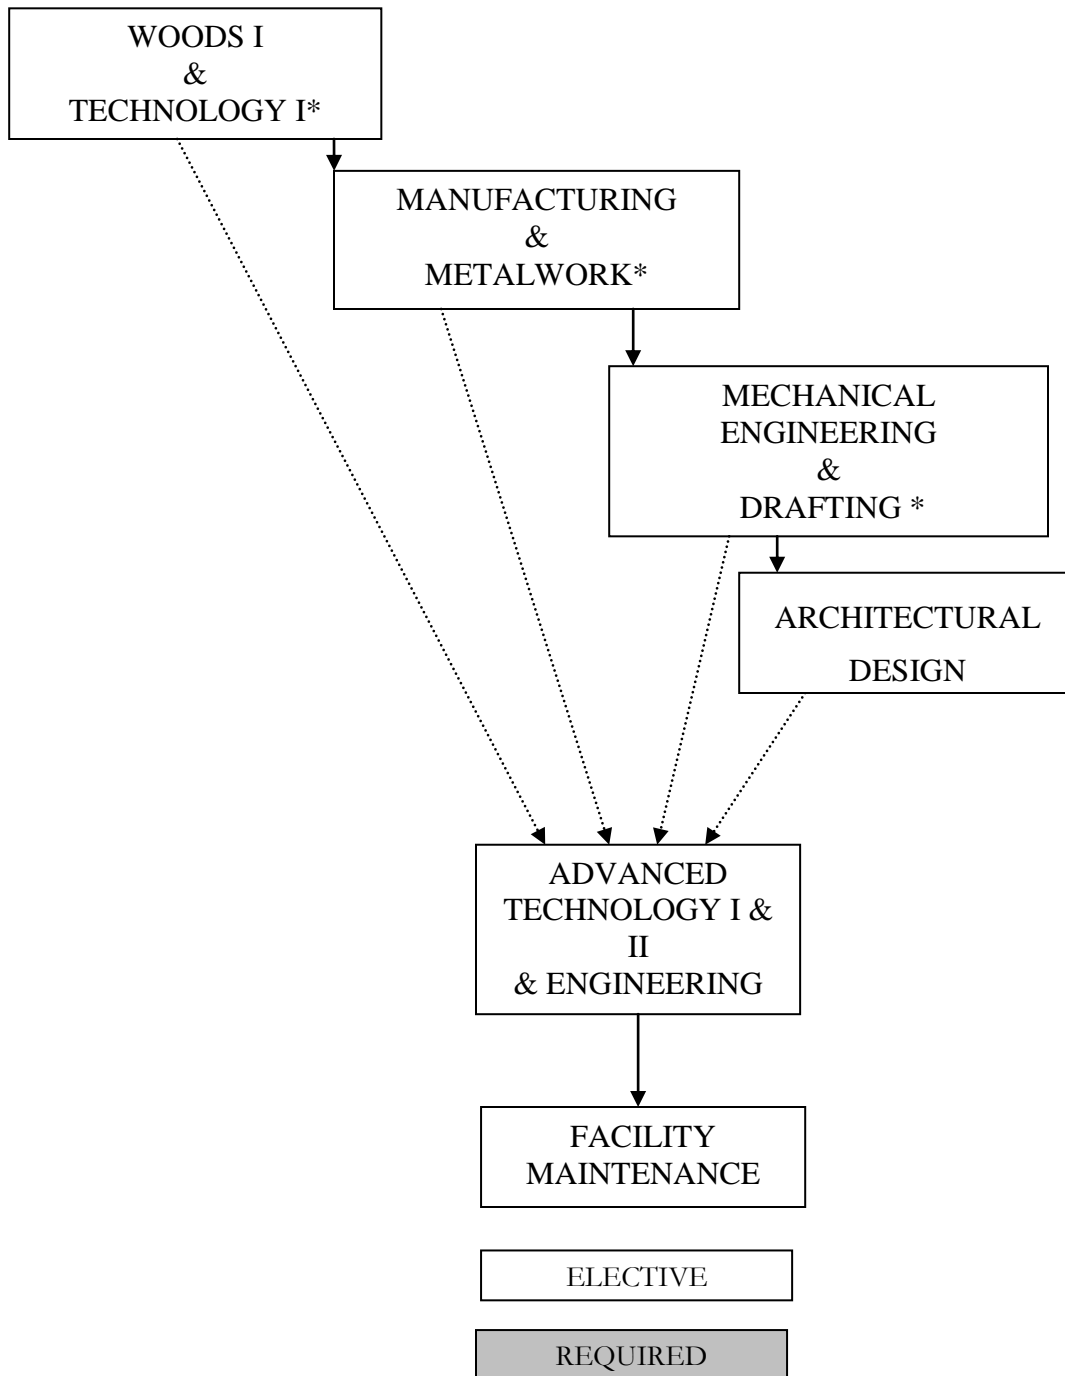 WOODS I
&
TECHNOLOGY I*
MANUFACTURING
&
METALWORK*
MECHANICAL
ENGINEERING
&
DRAFTING *
ARCHITECTURAL
DESIGN
ADVANCED
TECHNOLOGY I &
II
& ENGINEERING
FACILITY
MAINTENANCE
ELECTIVE
REQUIRED